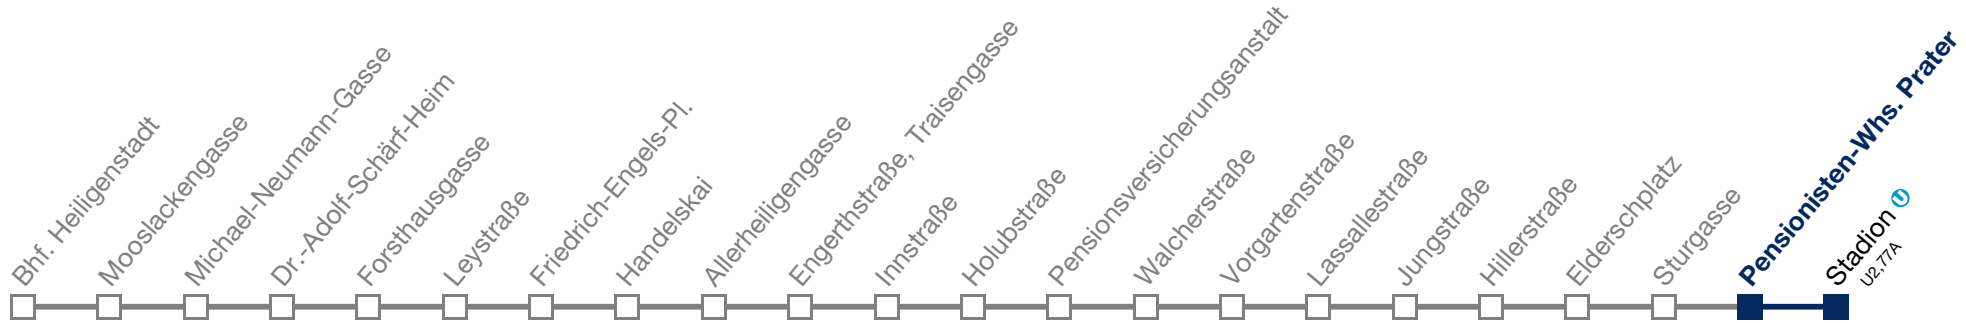 Bhf. Heiligenstadt
Mooslackengasse
Michael-Neumann-Gasse
Dr.-Adolf-Schärf-Heim
Forsthausgasse
Leystraße
Friedrich-Engels-Pl.
Handelskai
Allerheiligengasse
Engerthstraße, Traisengasse
Innstraße
Holubstraße
Pensionsversicherungsanstalt
Walcherstraße
Vorgartenstraße
Lassallestraße
Jungstraße
Hillerstraße
Elderschplatz
Sturgasse
Pensionisten-Whs. Prater
Stadion U
U2,77A